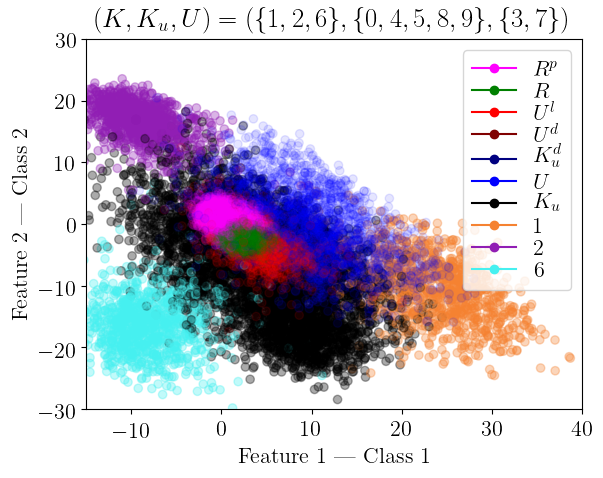 (K, K_u, U) = ({1, 2, 6}, {0, 4, 5, 8, 9}, {3, 7})
30
20
10
0
−10
−20
−30
Feature 2 — Class 2
R^p
R
U^l
U^d
K_u^d
U
K_u
1
2
6
−10
0
10
20
30
40
Feature 1 — Class 1